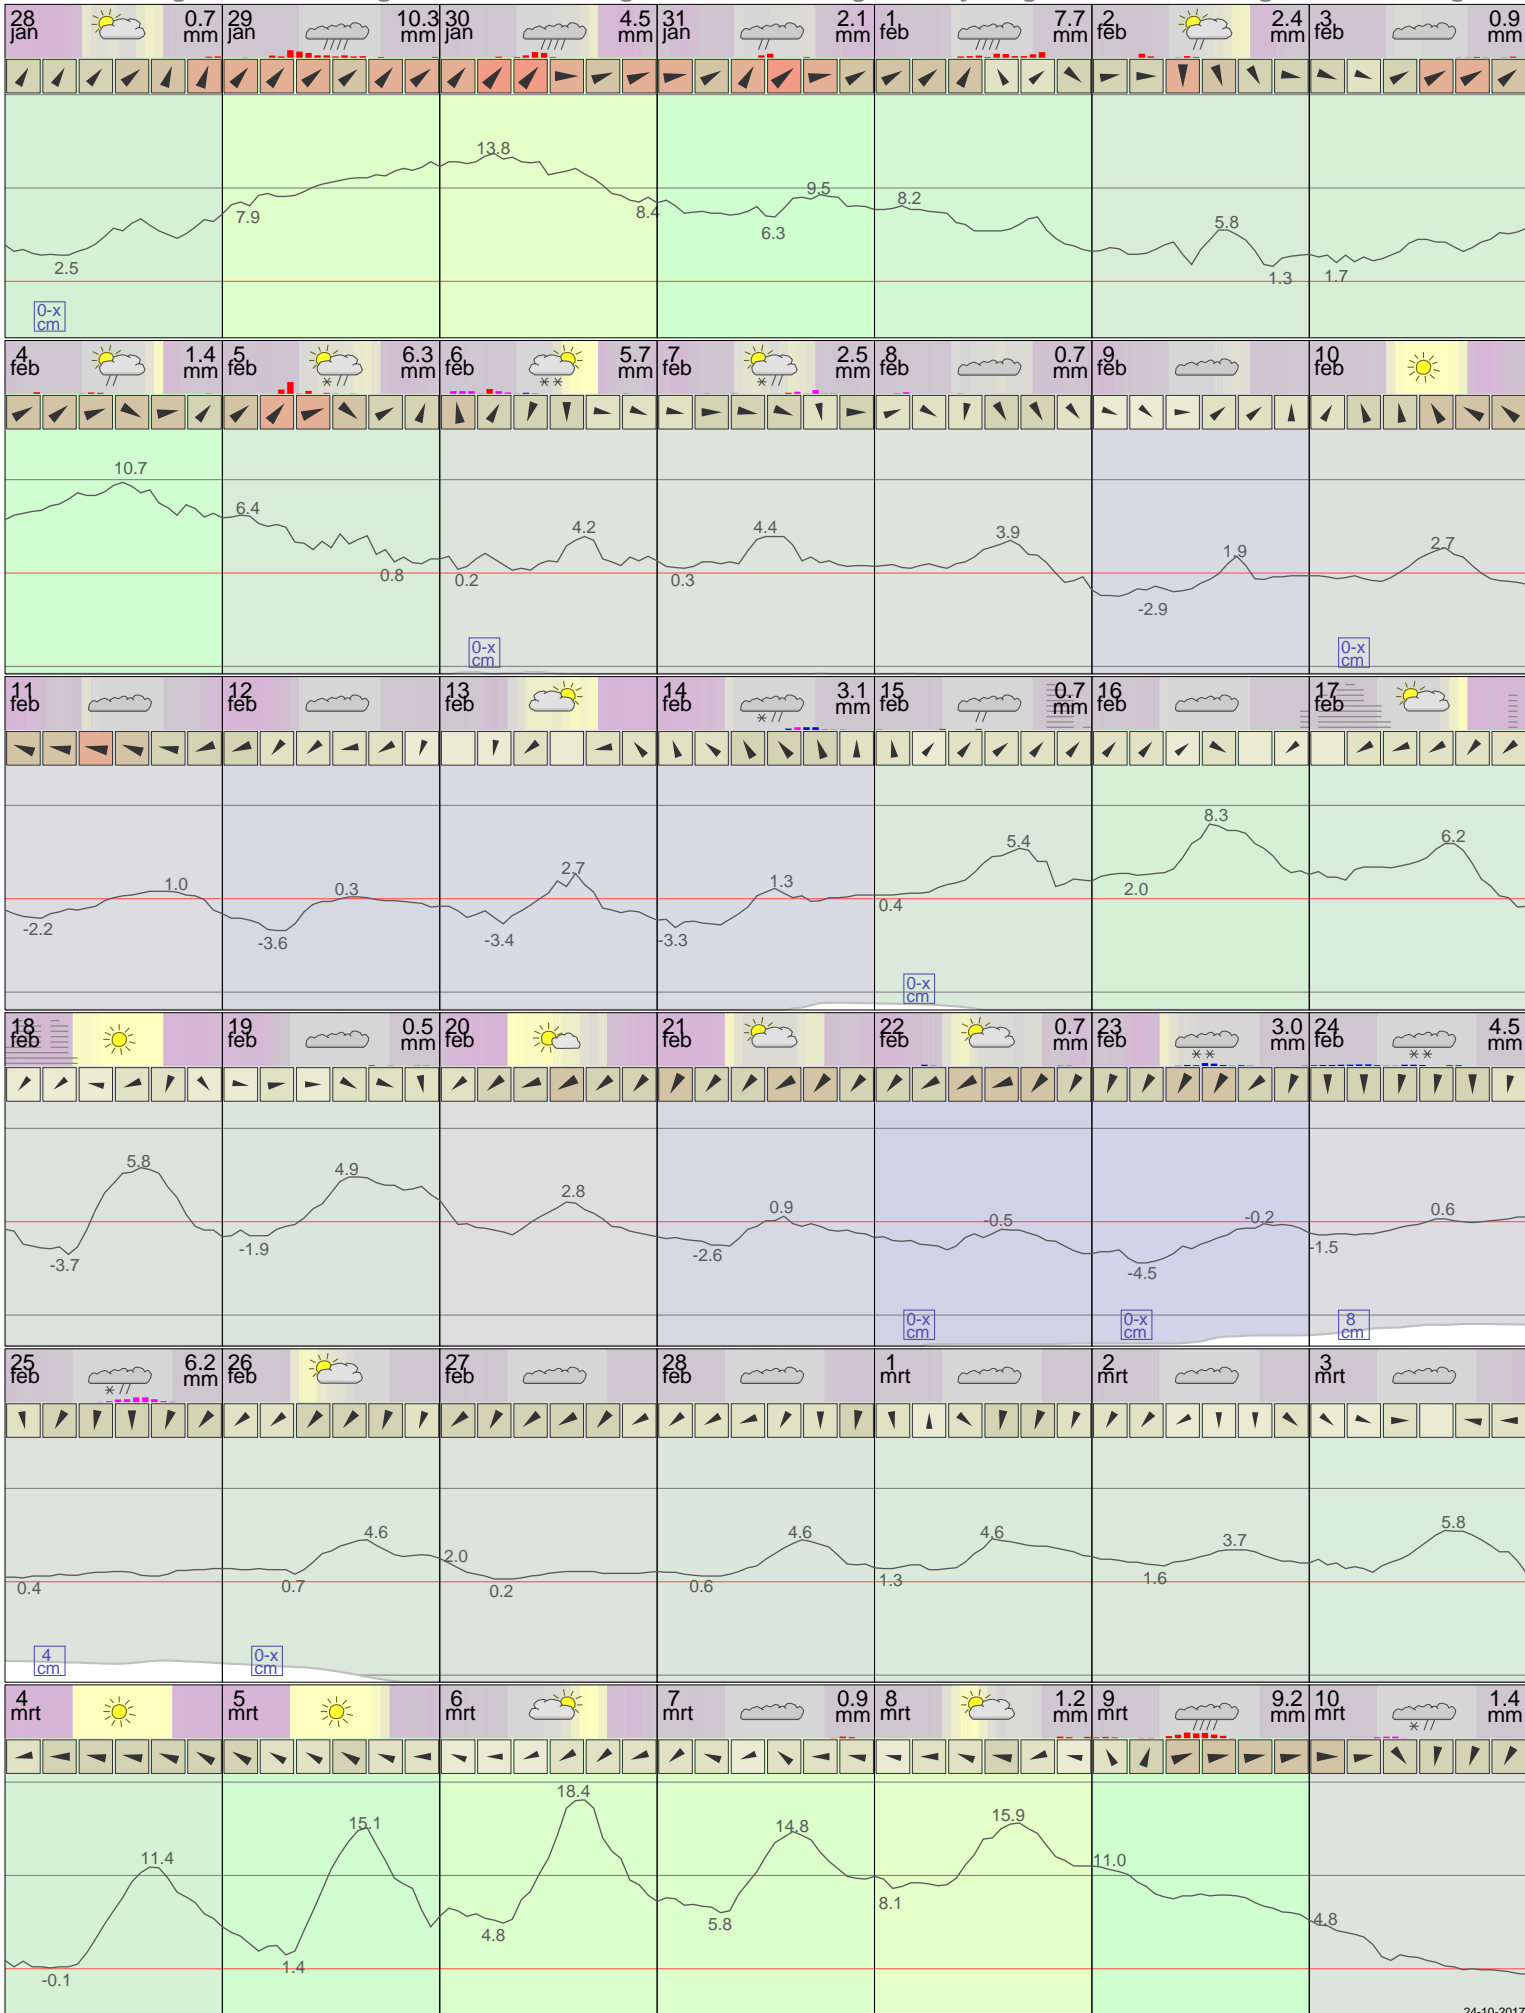 28 0.7 29 10.3 30 4.5 31 2.1 1 7.7 2 2.4 3 0.9
jan mm jan mm jan mm jan mm feb mm feb mm feb mm
13.8
7.9 8.4 9.5 8.2
2.5 6.3 5.8 1.3 1.7
0-x
cm
4 1.4 5 6.3 6 5.7 7 2.5 8 0.7 9 10
feb mm feb mm feb mm feb mm feb mm feb feb
10.7
6.4 4.2 4.4 3.9 1.9 2.7
0.8 0.2 0.3 -2.9
0-x 0-x
cm cm
11 12 13 14 3.1 15 0.7 16 17
feb feb feb feb mm feb mm feb feb
1.0 0.3 2.7 1.3 5.4 8.3 6.2
-2.2 -3.6 -3.4 -3.3 0.4 2.0
0-x
cm
18 19 0.5 20 21 22 0.7 23 3.0 24 4.5
feb feb mm feb feb feb mm feb mm feb mm
5.8 4.9 2.8 0.9 -0.5 -0.2 0.6
-3.7 -1.9 -2.6 -4.5 -1.5
0-x 0-x 8
cm cm cm
25 6.2 26 27 28 1 2 3
feb mm feb feb feb mrt mrt mrt
4.6 2.0 4.6 4.6 3.7 5.8
0.4 0.7 0.2 0.6 1.3 1.6
4 0-x
cm cm
4 5 6 7 0.9 8 1.2 9 9.2 10 1.4
mrt mrt mrt mrt mm mrt mm mrt mm mrt mm
11.4 15.1 18.4 14.8 15.9 11.0
-0.1 1.4 4.8 5.8 8.1 4.8
24-10-2017